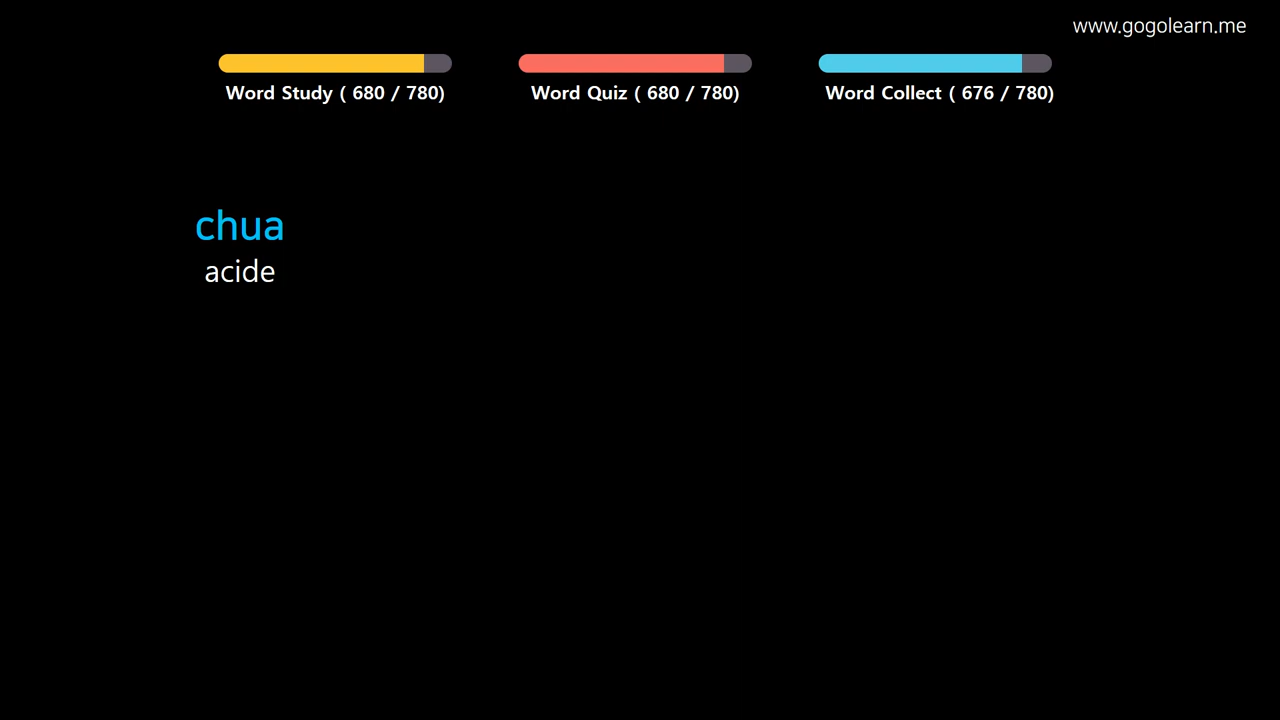 www.gogolearn.me
Word Study ( 680 / 780)
Word Quiz ( 680 / 780)
Word Collect ( 676 / 780)
chua
acide